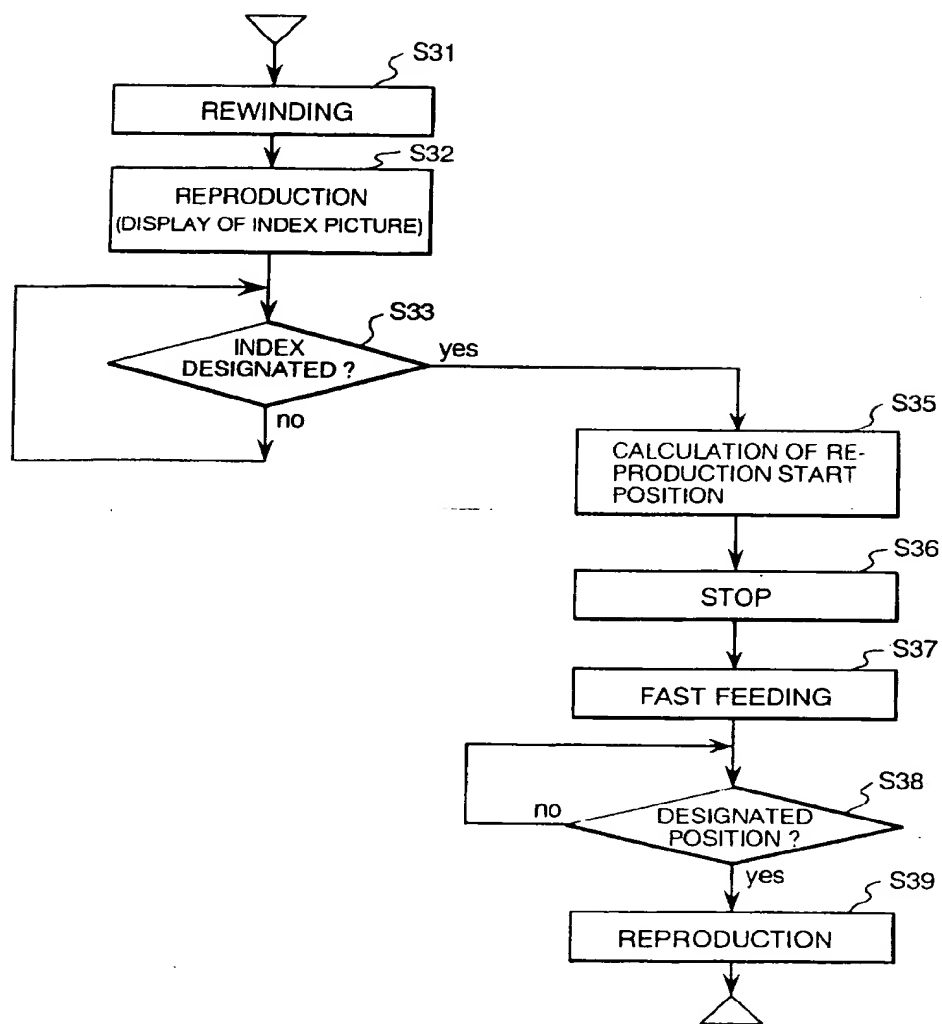 S31
REWINDING
S32
REPRODUCTION
(DISPLAY OF INDEX PICTURE)
S33
INDEX
DESIGNATED ?
yes
no
S35
CALCULATION OF RE-
PRODUCTION START
POSITION
S36
STOP
S37
FAST FEEDING
S38
DESIGNATED
POSITION ?
no
yes
S39
REPRODUCTION